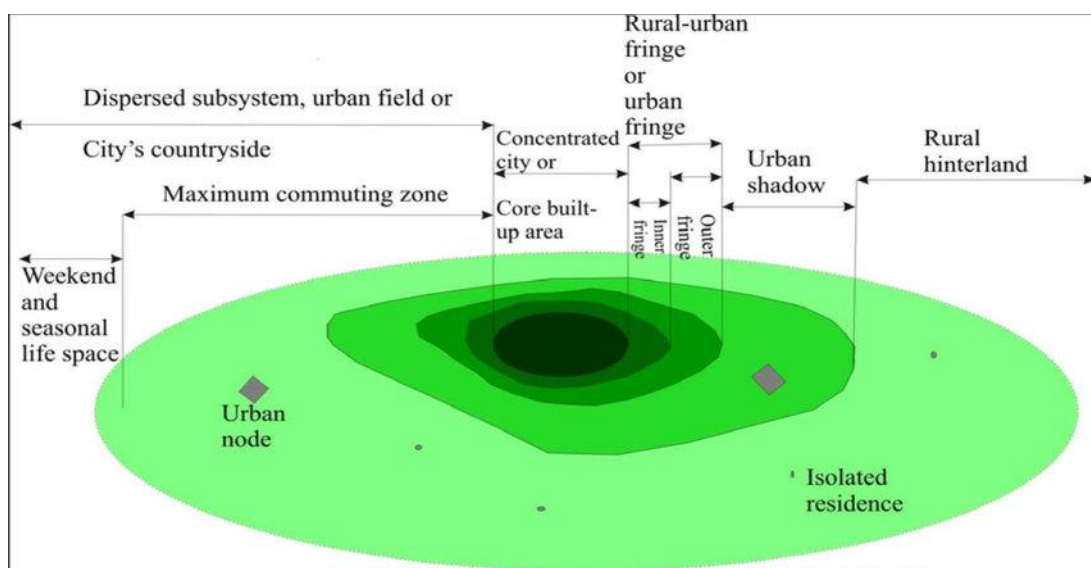 Dispersed subsystem, urban field or
City's countryside
Maximum commuting zone
Weekend
and
seasonal
life space
Concentrated
city or
Core built-
up area
Rural-urban
fringe
or
urban
fringe
Inner
fringe
Outer
fringe
Urban
shadow
Rural
hinterland
Urban
node
Isolated
residence